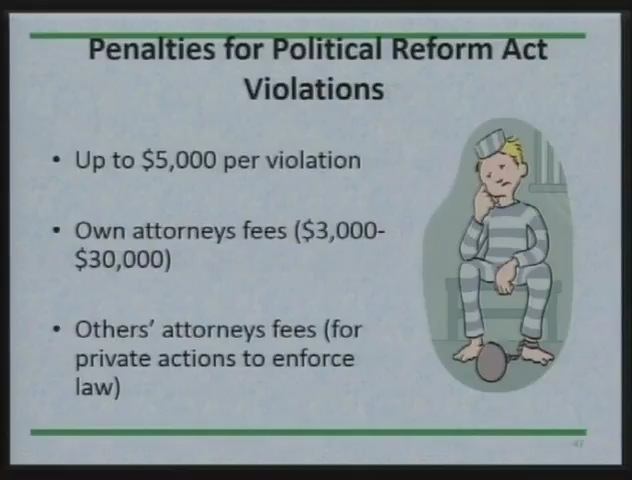 Penalties for Political Reform Act
Violations
• Up to $5,000 per violation
• Own attorneys fees ($3,000-
$30,000)
• Others' attorneys fees (for
private actions to enforce
law)